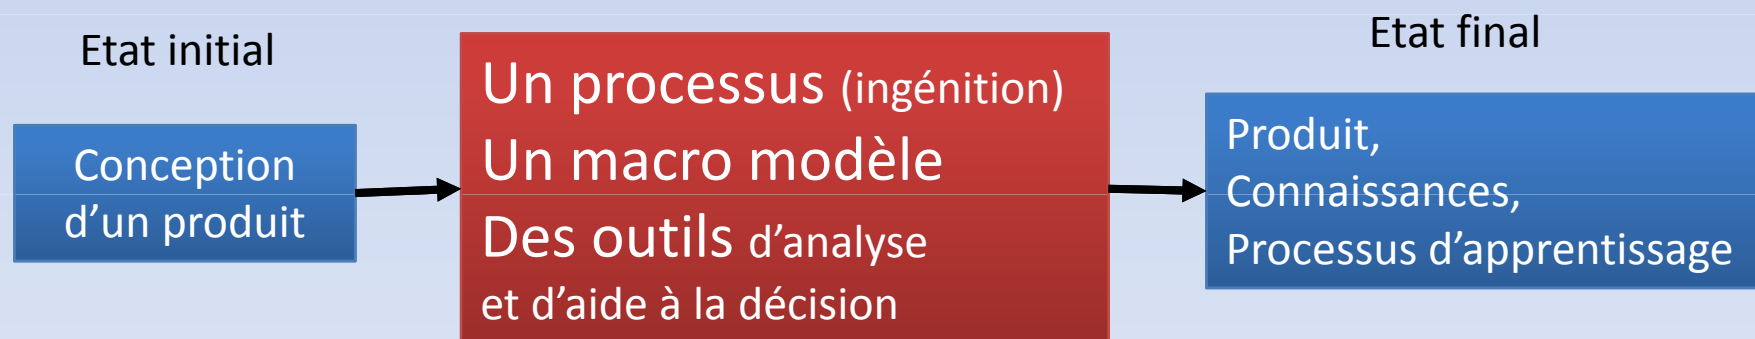 Etat initial
Conception
d’un produit
Un processus (ingénition)
Un macro modèle
Des outils d’analyse
et d’aide à la décision
Etat final
Produit,
Connaissances,
Processus d’apprentissage